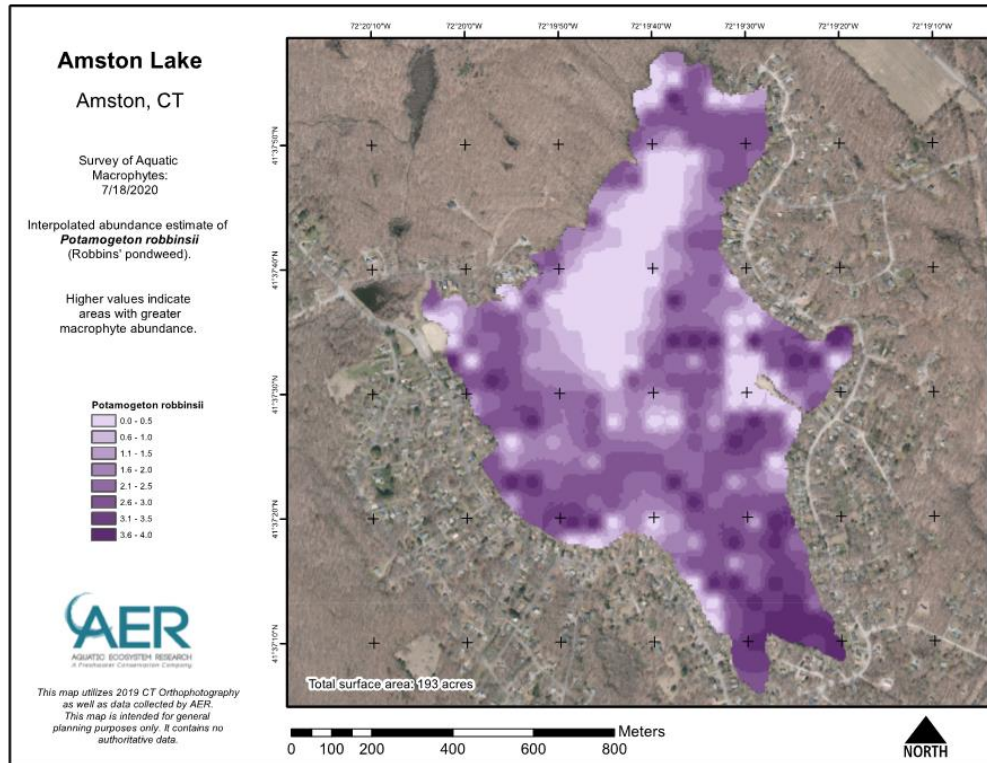 Amston Lake
Amston, CT
Survey of Aquatic
Macrophytes:
7/18/2020
Interpolated abundance estimate of
Potamogeton robbinsii
(Robbins' pondweed).
Higher values indicate
areas with greater
macrophyte abundance.
Potamogeton robbinsii
0.0 - 0.5
0.6 - 1.0
1.1 - 1.5
1.6 - 2.0
2.1 - 2.5
2.6 - 3.0
3.1 - 3.5
3.6 - 4.0
AER
AQUATIC ECOSYSTEM RESEARCH
A Freshwater Conservation Company
This map utilizes 2019 CT Orthophotography
as well as data collected by AER.
This map is intended for general
planning purposes only. It contains no
authoritative data.
72°20'10"W 72°20'0"W 72°19'50"W 72°19'40"W 72°19'30"W 72°19'20"W 72°19'10"W
41°37'50"N
41°37'40"N
41°37'30"N
41°37'20"N
41°37'10"N
Total surface area: 193 acres
Meters
0 100 200 400 600 800
NORTH